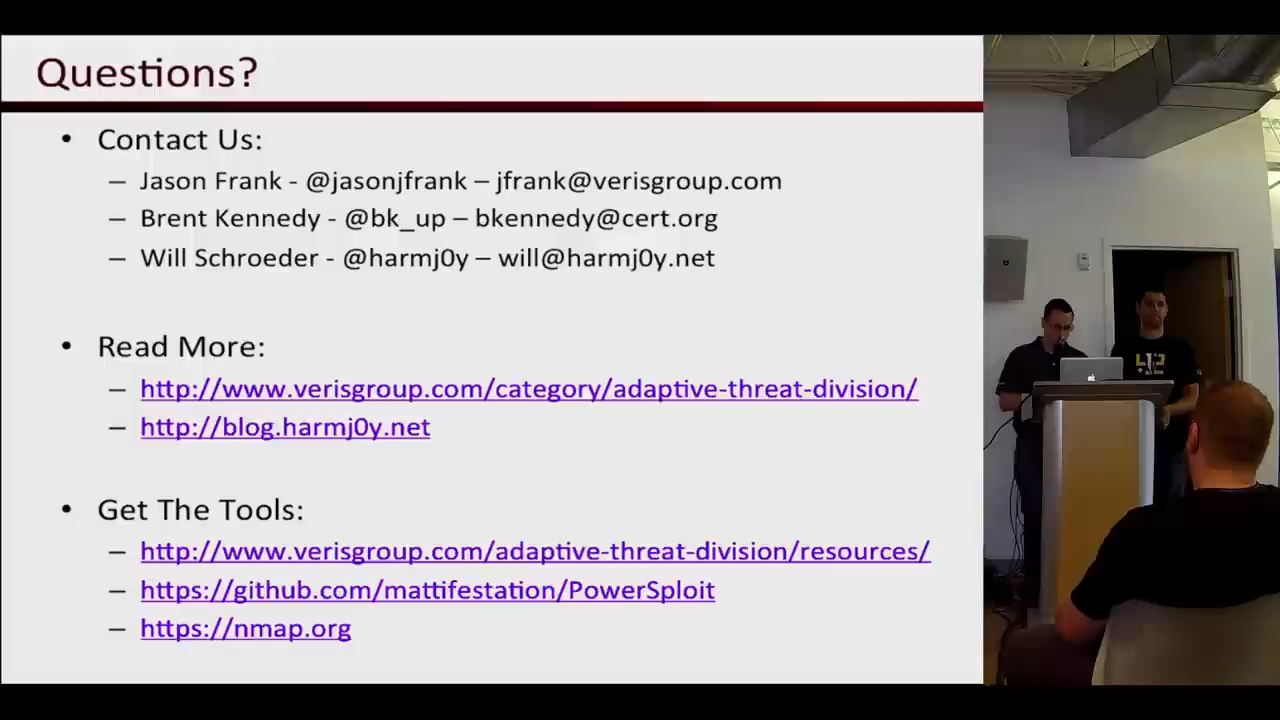 Questions?
• Contact Us:
– Jason Frank - @jasonjfrank – jfrank@verisgroup.com
– Brent Kennedy - @bk_up – bkennedy@cert.org
– Will Schroeder - @harmj0y – will@harmj0y.net
• Read More:
– http://www.verisgroup.com/category/adaptive-threat-division/
– http://blog.harmj0y.net
• Get The Tools:
– http://www.verisgroup.com/adaptive-threat-division/resources/
– https://github.com/mattifestation/PowerSploit
– https://nmap.org